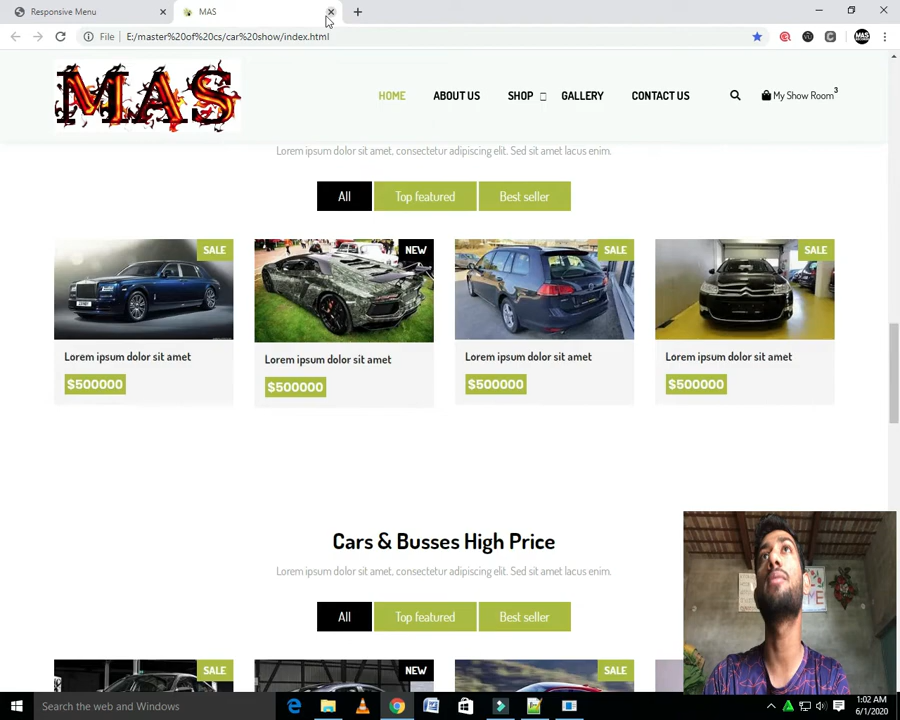 Responsive Menu
MAS
File E:/master%20of%20cs/car%20show/index.html
MAS
HOME ABOUT US SHOP GALLERY CONTACT US My Show Room 3
Lorem ipsum dolor sit amet, consectetur adipiscing elit. Sed sit amet lacus enim.
All Top featured Best seller
SALE NEW SALE SALE
Lorem ipsum dolor sit amet Lorem ipsum dolor sit amet Lorem ipsum dolor sit amet Lorem ipsum dolor sit amet
$500000 $500000 $500000 $500000
Cars & Busses High Price
Lorem ipsum dolor sit amet, consectetur adipiscing elit. Sed sit amet lacus enim.
All Top featured Best seller
SALE NEW SALE
Search the web and Windows
1:02 AM
6/1/2020